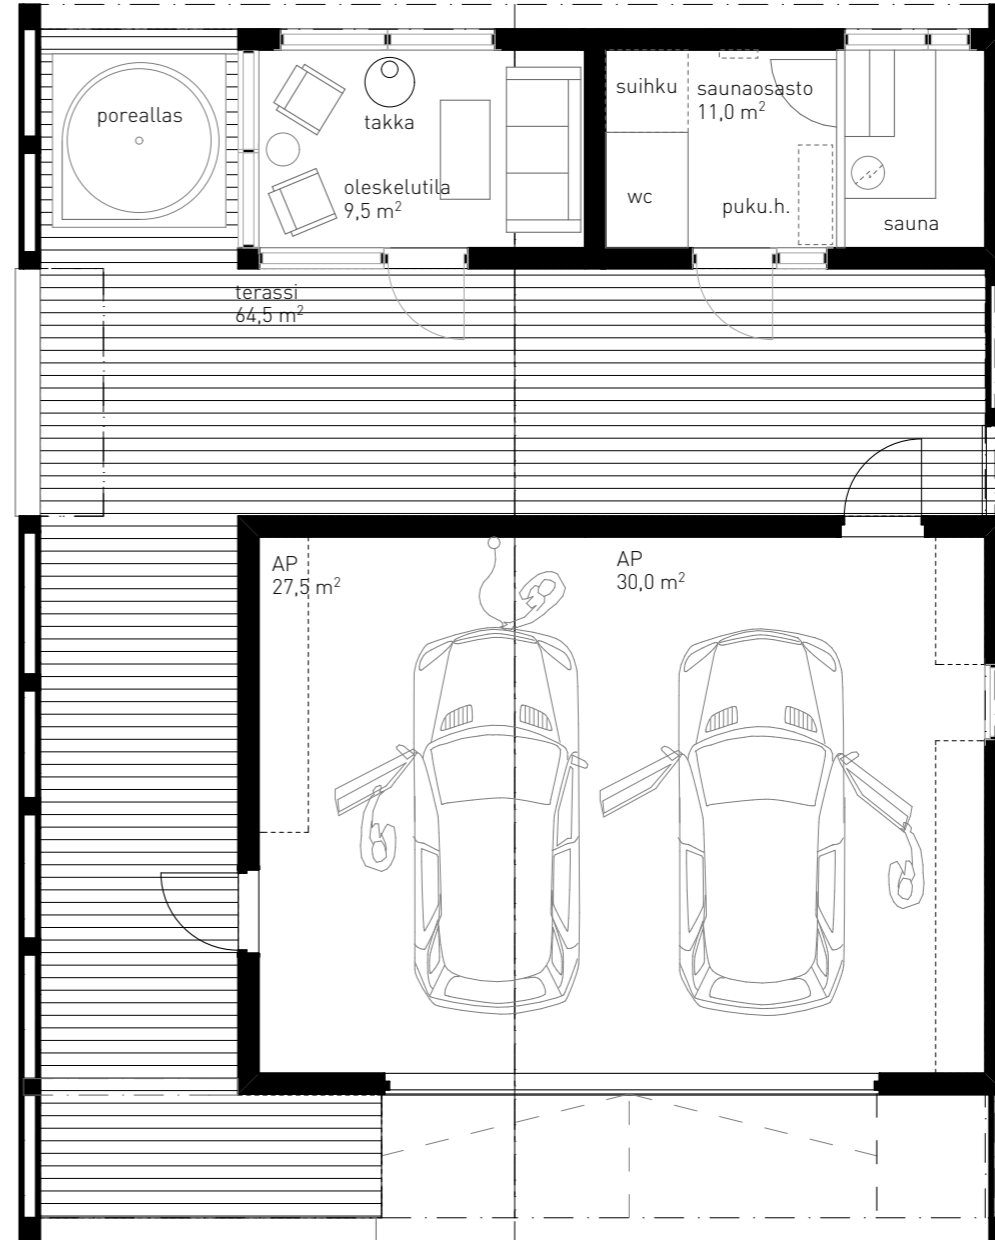 poreallas
takka
oleskelutila
9,5 m²
suihku
saunaosasto
11,0 m²
wc
puku.h.
sauna
terassi
64,5 m²
AP
27,5 m²
AP
30,0 m²